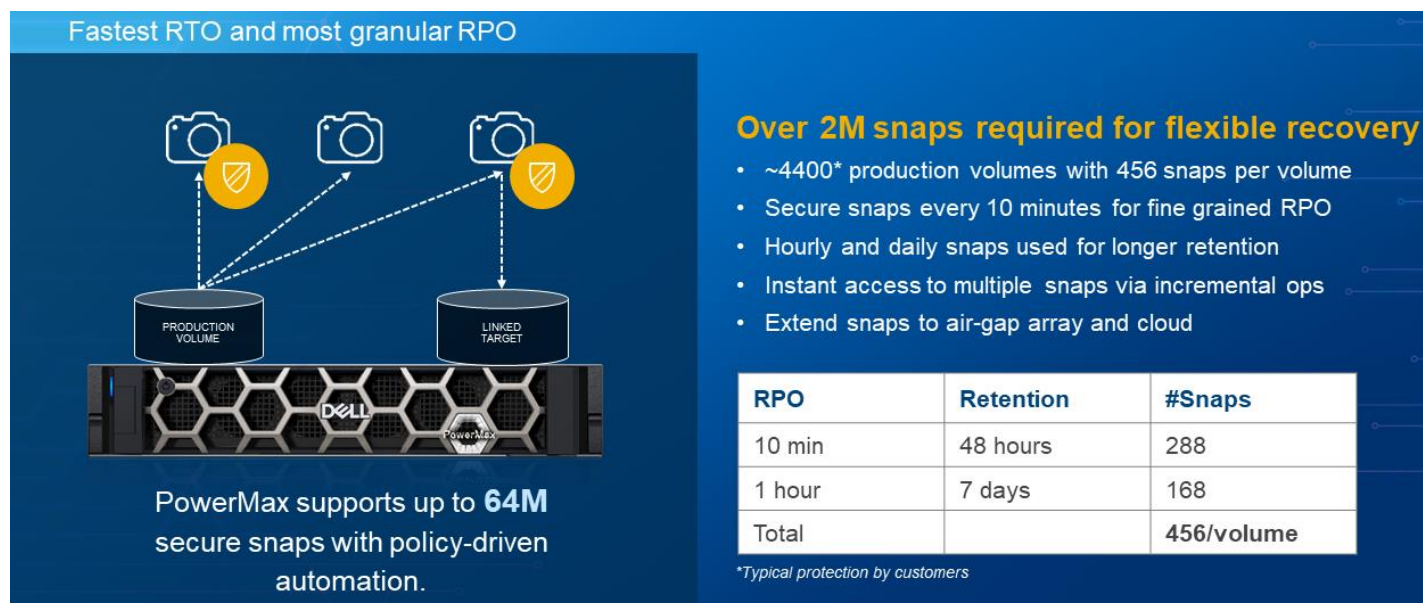 Fastest RTO and most granular RPO
PRODUCTION
VOLUME
LINKED
TARGET
DELL
PowerMax
PowerMax supports up to 64M
secure snaps with policy-driven
automation.
Over 2M snaps required for flexible recovery
• ~4400* production volumes with 456 snaps per volume
• Secure snaps every 10 minutes for fine grained RPO
• Hourly and daily snaps used for longer retention
• Instant access to multiple snaps via incremental ops
• Extend snaps to air-gap array and cloud
RPO Retention #Snaps
10 min 48 hours 288
1 hour 7 days 168
Total 456/volume
*Typical protection by customers